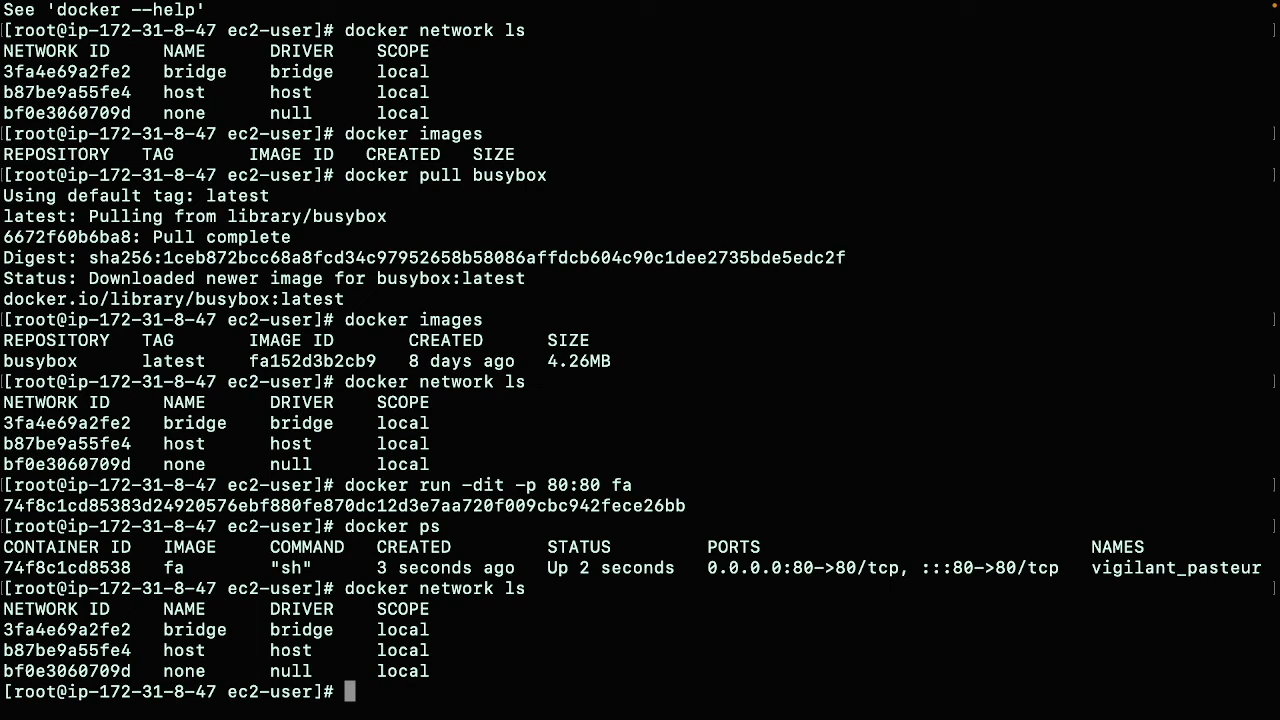 See 'docker --help'
[root@ip-172-31-8-47 ec2-user]# docker network ls
NETWORK ID     NAME      DRIVER    SCOPE
3fa4e69a2fe2   bridge    bridge    local
b87be9a55fe4   host      host      local
bf0e3060709d   none      null      local
[root@ip-172-31-8-47 ec2-user]# docker images
REPOSITORY   TAG       IMAGE ID   CREATED   SIZE
[root@ip-172-31-8-47 ec2-user]# docker pull busybox
Using default tag: latest
latest: Pulling from library/busybox
6672f60b6ba8: Pull complete
Digest: sha256:1ceb872bcc68a8fcd34c97952658b58086affdcb604c90c1dee2735bde5edc2f
Status: Downloaded newer image for busybox:latest
docker.io/library/busybox:latest
[root@ip-172-31-8-47 ec2-user]# docker images
REPOSITORY   TAG       IMAGE ID       CREATED      SIZE
busybox      latest    fa152d3b2cb9   8 days ago   4.26MB
[root@ip-172-31-8-47 ec2-user]# docker network ls
NETWORK ID     NAME      DRIVER    SCOPE
3fa4e69a2fe2   bridge    bridge    local
b87be9a55fe4   host      host      local
bf0e3060709d   none      null      local
[root@ip-172-31-8-47 ec2-user]# docker run -dit -p 80:80 fa
74f8c1cd85383d24920576ebf880fe870dc12d3e7aa720f009cbc942fece26bb
[root@ip-172-31-8-47 ec2-user]# docker ps
CONTAINER ID   IMAGE     COMMAND   CREATED         STATUS         PORTS                               NAMES
74f8c1cd8538   fa        "sh"      3 seconds ago   Up 2 seconds   0.0.0.0:80->80/tcp, :::80->80/tcp   vigilant_pasteur
[root@ip-172-31-8-47 ec2-user]# docker network ls
NETWORK ID     NAME      DRIVER    SCOPE
3fa4e69a2fe2   bridge    bridge    local
b87be9a55fe4   host      host      local
bf0e3060709d   none      null      local
[root@ip-172-31-8-47 ec2-user]#